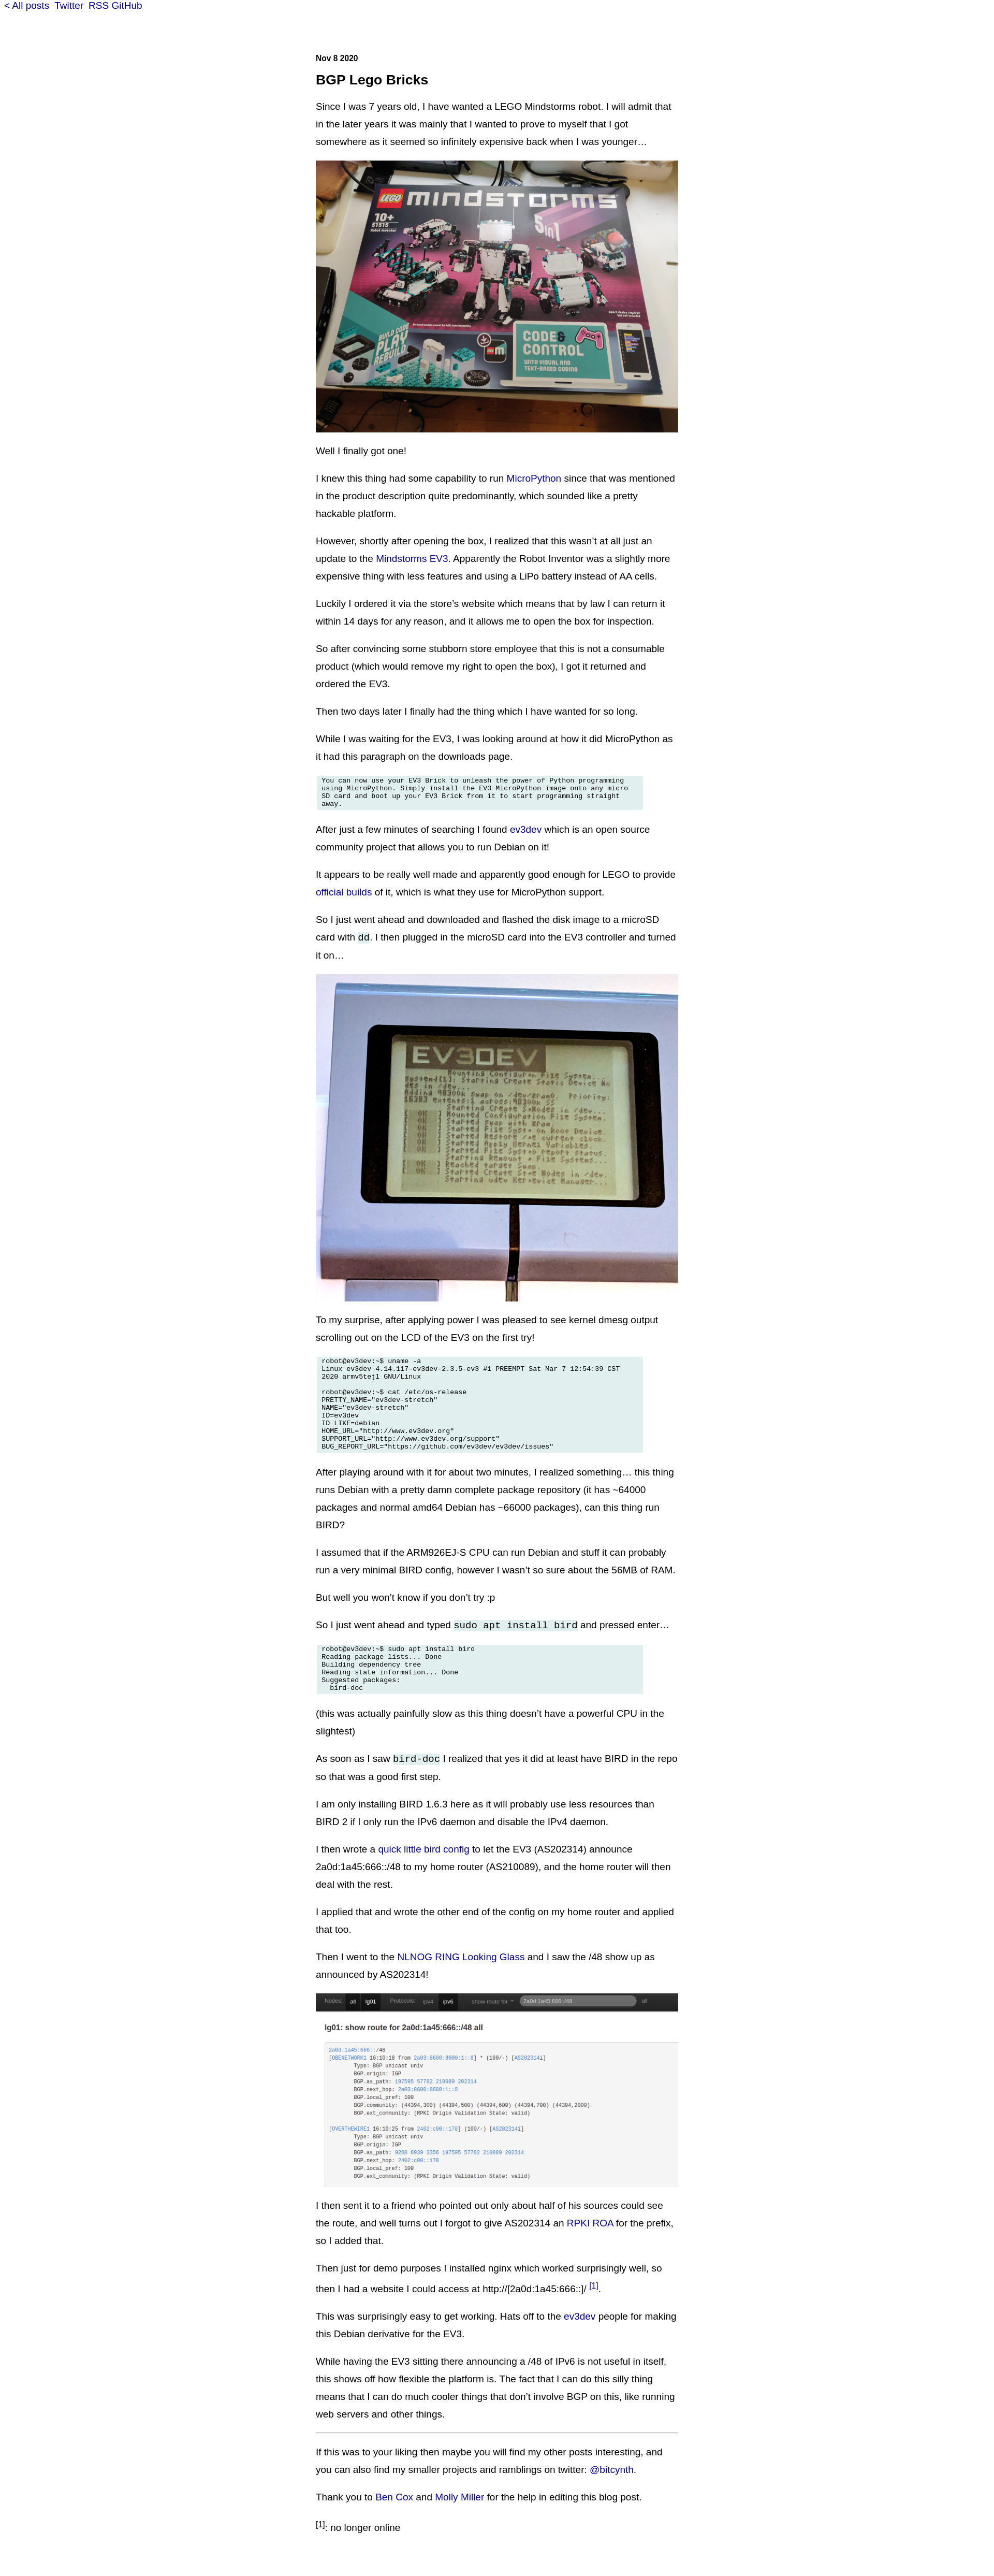 < All posts Twitter RSS GitHub
Nov 8 2020
BGP Lego Bricks
Since I was 7 years old, I have wanted a LEGO Mindstorms robot. I will admit that
in the later years it was mainly that I wanted to prove to myself that I got
somewhere as it seemed so infinitely expensive back when I was younger…
LEGO mindstorms
10+
51515
5in1
BUILD CODE
PLAY
REBUILD
CODE &
CONTROL
WITH VISUAL AND
TEXT-BASED CODING
Well I finally got one!
I knew this thing had some capability to run MicroPython since that was mentioned
in the product description quite predominantly, which sounded like a pretty
hackable platform.
However, shortly after opening the box, I realized that this wasn’t at all just an
update to the Mindstorms EV3. Apparently the Robot Inventor was a slightly more
expensive thing with less features and using a LiPo battery instead of AA cells.
Luckily I ordered it via the store’s website which means that by law I can return it
within 14 days for any reason, and it allows me to open the box for inspection.
So after convincing some stubborn store employee that this is not a consumable
product (which would remove my right to open the box), I got it returned and
ordered the EV3.
Then two days later I finally had the thing which I have wanted for so long.
While I was waiting for the EV3, I was looking around at how it did MicroPython as
it had this paragraph on the downloads page.
You can now use your EV3 Brick to unleash the power of Python programming
using MicroPython. Simply install the EV3 MicroPython image onto any micro
SD card and boot up your EV3 Brick from it to start programming straight
away.
After just a few minutes of searching I found ev3dev which is an open source
community project that allows you to run Debian on it!
It appears to be really well made and apparently good enough for LEGO to provide
official builds of it, which is what they use for MicroPython support.
So I just went ahead and downloaded and flashed the disk image to a microSD
card with dd. I then plugged in the microSD card into the EV3 controller and turned
it on…
EV3DEV
To my surprise, after applying power I was pleased to see kernel dmesg output
scrolling out on the LCD of the EV3 on the first try!
robot@ev3dev:~$ uname -a
Linux ev3dev 4.14.117-ev3dev-2.3.5-ev3 #1 PREEMPT Sat Mar 7 12:54:39 CST
2020 armv5tejl GNU/Linux
robot@ev3dev:~$ cat /etc/os-release
PRETTY_NAME="ev3dev-stretch"
NAME="ev3dev-stretch"
ID=ev3dev
ID_LIKE=debian
HOME_URL="http://www.ev3dev.org"
SUPPORT_URL="http://www.ev3dev.org/support"
BUG_REPORT_URL="https://github.com/ev3dev/ev3dev/issues"
After playing around with it for about two minutes, I realized something… this thing
runs Debian with a pretty damn complete package repository (it has ~64000
packages and normal amd64 Debian has ~66000 packages), can this thing run
BIRD?
I assumed that if the ARM926EJ-S CPU can run Debian and stuff it can probably
run a very minimal BIRD config, however I wasn’t so sure about the 56MB of RAM.
But well you won’t know if you don’t try :p
So I just went ahead and typed sudo apt install bird and pressed enter…
robot@ev3dev:~$ sudo apt install bird
Reading package lists... Done
Building dependency tree
Reading state information... Done
Suggested packages:
bird-doc
(this was actually painfully slow as this thing doesn’t have a powerful CPU in the
slightest)
As soon as I saw bird-doc I realized that yes it did at least have BIRD in the repo
so that was a good first step.
I am only installing BIRD 1.6.3 here as it will probably use less resources than
BIRD 2 if I only run the IPv6 daemon and disable the IPv4 daemon.
I then wrote a quick little bird config to let the EV3 (AS202314) announce
2a0d:1a45:666::/48 to my home router (AS210089), and the home router will then
deal with the rest.
I applied that and wrote the other end of the config on my home router and applied
that too.
Then I went to the NLNOG RING Looking Glass and I saw the /48 show up as
announced by AS202314!
Nodes: all lg01 Protocols: ipv4 ipv6 show route for 2a0d:1a45:666::/48 all
lg01: show route for 2a0d:1a45:666::/48 all
2a0d:1a45:666::/48
Type: BGP unicast univ
BGP.origin: IGP
BGP.as_path: 197595 57782 210089 202314
BGP.next_hop: 2a03:8600:8600:1::8
BGP.local_pref: 100
BGP.community: (44394,300) (44394,500) (44394,600) (44394,700) (44394,2000)
BGP.ext_community: (RPKI Origin Validation State: valid)
[OVERTHEWIRE1 16:10:25 from 2402:c00::178] (100/-) [AS202314i]
Type: BGP unicast univ
BGP.origin: IGP
BGP.as_path: 9268 6939 3356 197595 57782 210089 202314
BGP.next_hop: 2402:c00::178
BGP.local_pref: 100
BGP.ext_community: (RPKI Origin Validation State: valid)
I then sent it to a friend who pointed out only about half of his sources could see
the route, and well turns out I forgot to give AS202314 an RPKI ROA for the prefix,
so I added that.
Then just for demo purposes I installed nginx which worked surprisingly well, so
then I had a website I could access at http://[2a0d:1a45:666::]/ [1].
This was surprisingly easy to get working. Hats off to the ev3dev people for making
this Debian derivative for the EV3.
While having the EV3 sitting there announcing a /48 of IPv6 is not useful in itself,
this shows off how flexible the platform is. The fact that I can do this silly thing
means that I can do much cooler things that don’t involve BGP on this, like running
web servers and other things.
If this was to your liking then maybe you will find my other posts interesting, and
you can also find my smaller projects and ramblings on twitter: @bitcynth.
Thank you to Ben Cox and Molly Miller for the help in editing this blog post.
[1]: no longer online